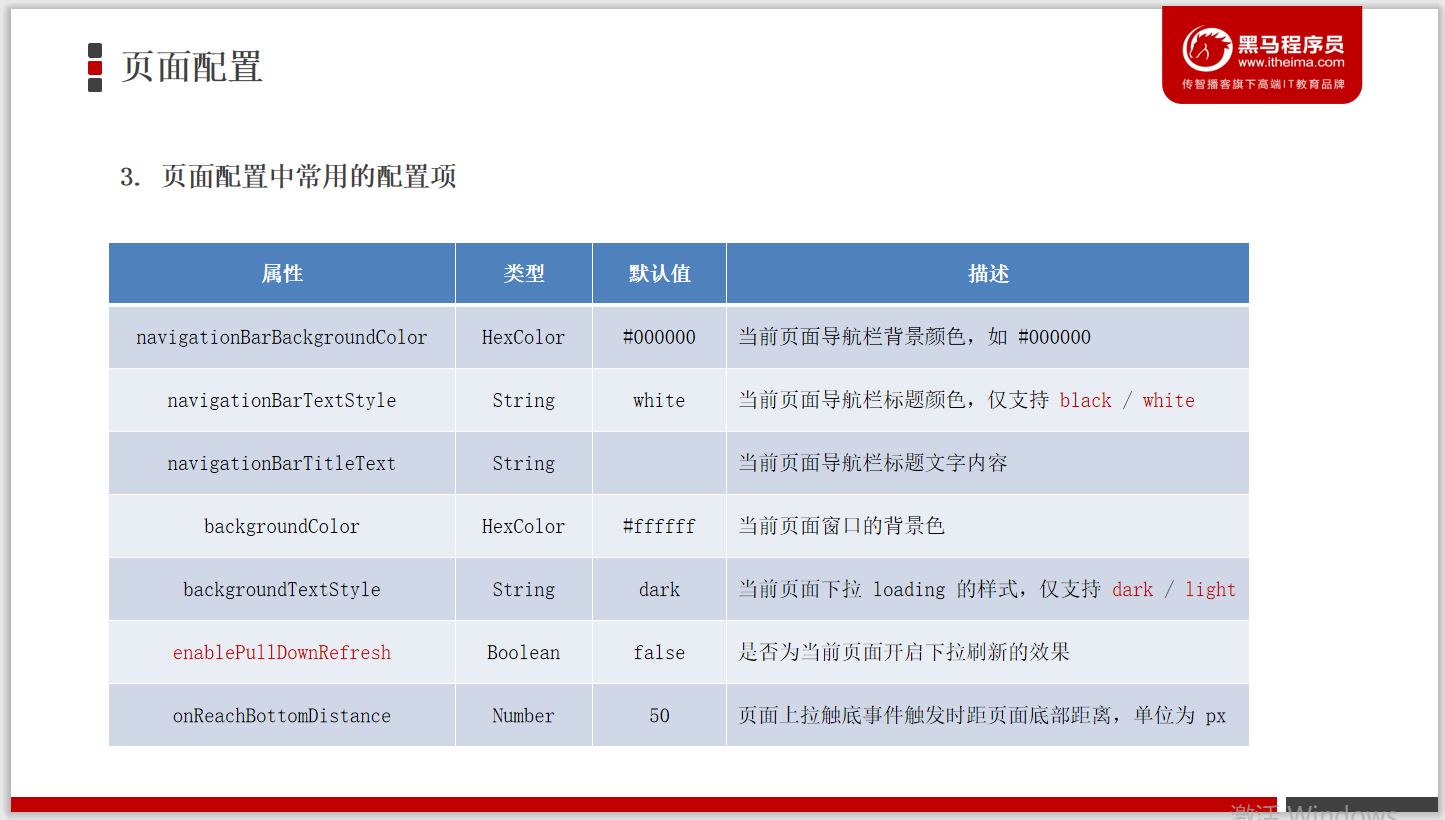 页面配置
黑马程序员
www.itheima.com
传智播客旗下高端IT教育品牌
3. 页面配置中常用的配置项
属性 类型 默认值 描述
navigationBarBackgroundColor HexColor #000000 当前页面导航栏背景颜色，如 #000000
navigationBarTextStyle String white 当前页面导航栏标题颜色，仅支持 black / white
navigationBarTitleText String 当前页面导航栏标题文字内容
backgroundColor HexColor #ffffff 当前页面窗口的背景色
backgroundTextStyle String dark 当前页面下拉 loading 的样式，仅支持 dark / light
enablePullDownRefresh Boolean false 是否为当前页面开启下拉刷新的效果
onReachBottomDistance Number 50 页面上拉触底事件触发时距页面底部距离，单位为 px
激活 Windows